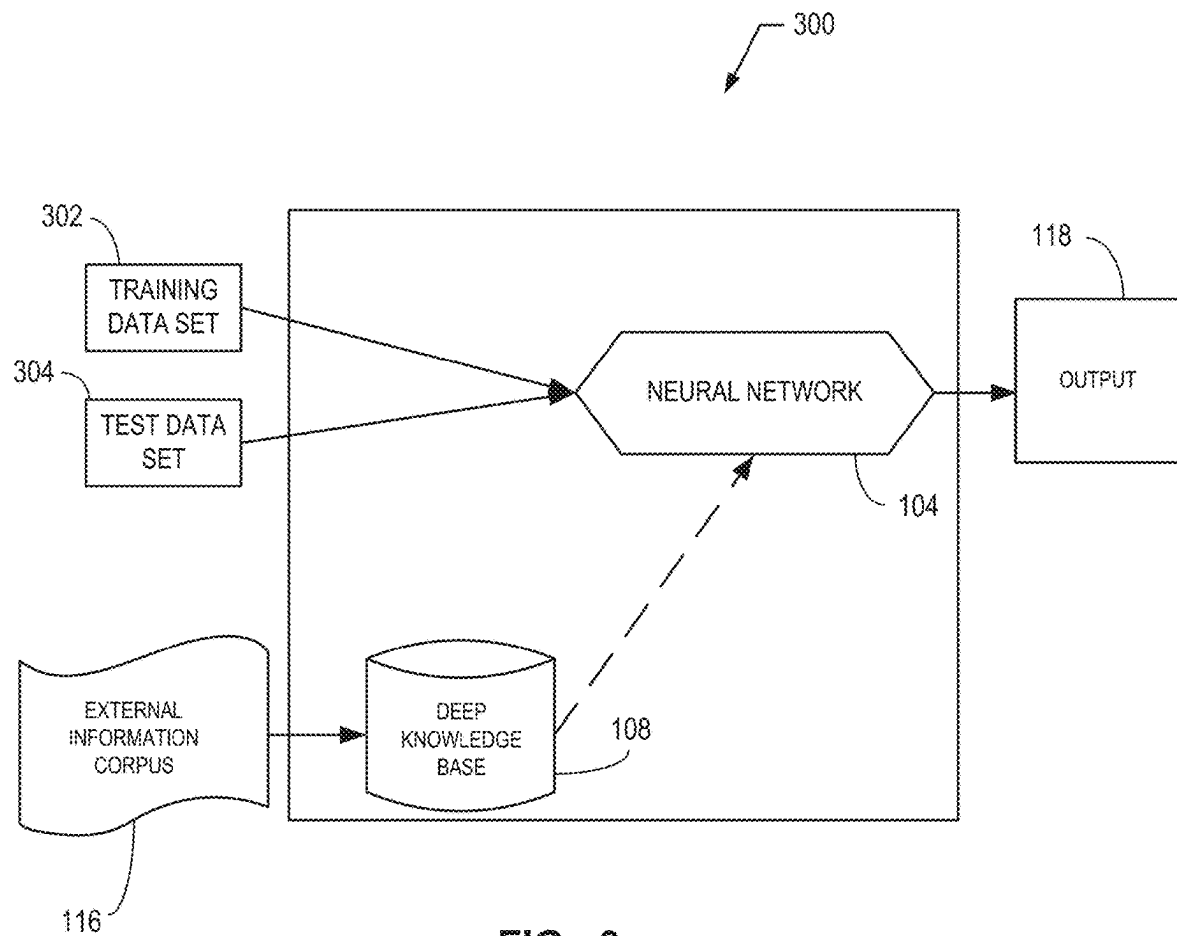 300
302
TRAINING
DATA SET
304
TEST DATA
SET
NEURAL NETWORK
104
118
OUTPUT
EXTERNAL
INFORMATION
CORPUS
116
DEEP
KNOWLEDGE
BASE
108
FIG.